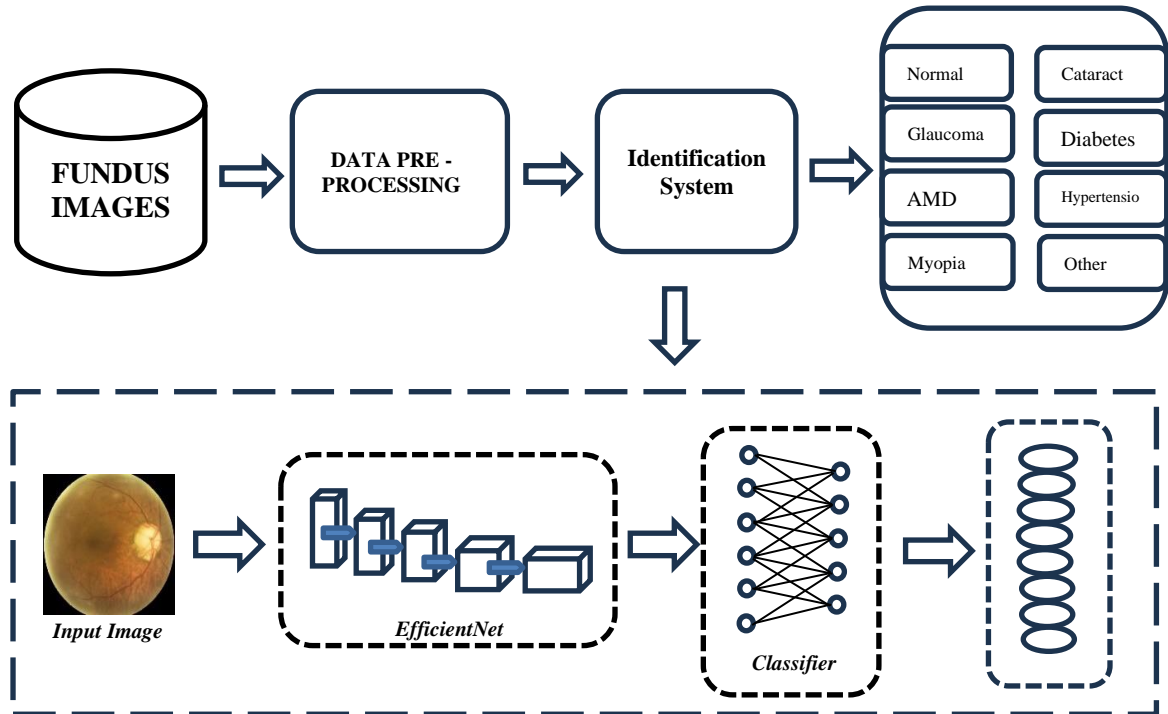 FUNDUS
IMAGES
DATA PRE -
PROCESSING
Identification
System
Normal
Cataract
Glaucoma
Diabetes
AMD
Hypertensio
Myopia
Other
Input Image
EfficientNet
Classifier